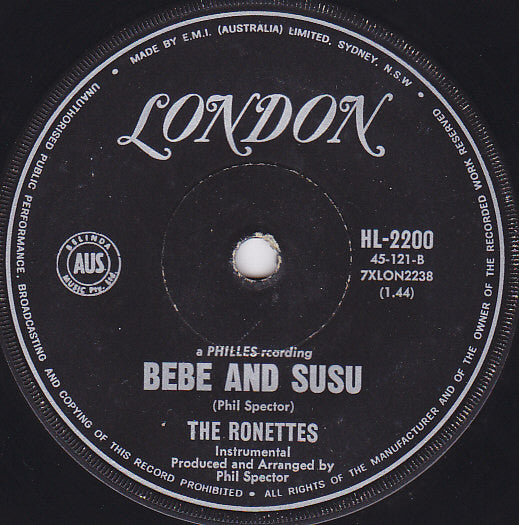 MADE BY E.M.I. (AUSTRALIA) LIMITED, SYDNEY, N.S.W.
LONDON
HL-2200
45-121-B
7XLON2238
(1.44)
BELINDA
AUS
MUSIC Pty. Ltd.
a PHILLES rcording
BEBE AND SUSU
(Phil Spector)
THE RONETTES
Instrumental
Produced and Arranged by
Phil Spector
UNAUTHORISED PUBLIC PERFORMANCE, BROADCASTING AND COPYING OF THIS RECORD PROHIBITED • ALL RIGHTS OF THE MANUFACTURER AND OF THE OWNER OF THE RECORDED WORK RESERVED